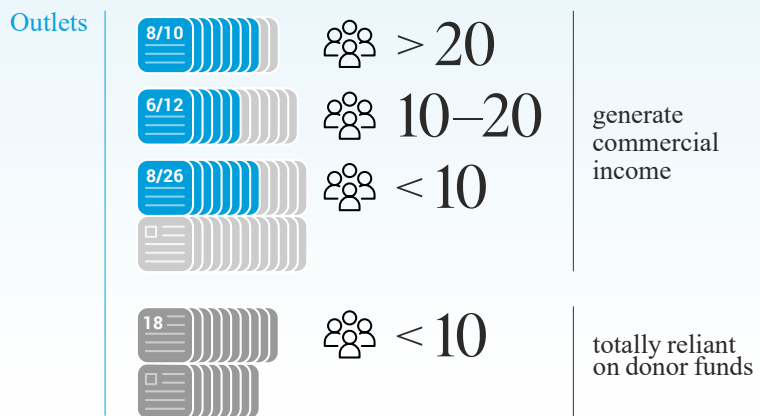 Outlets
8/10
> 20
6/12
10–20
8/26
< 10
generate
commercial
income
18
< 10
totally reliant
on donor funds